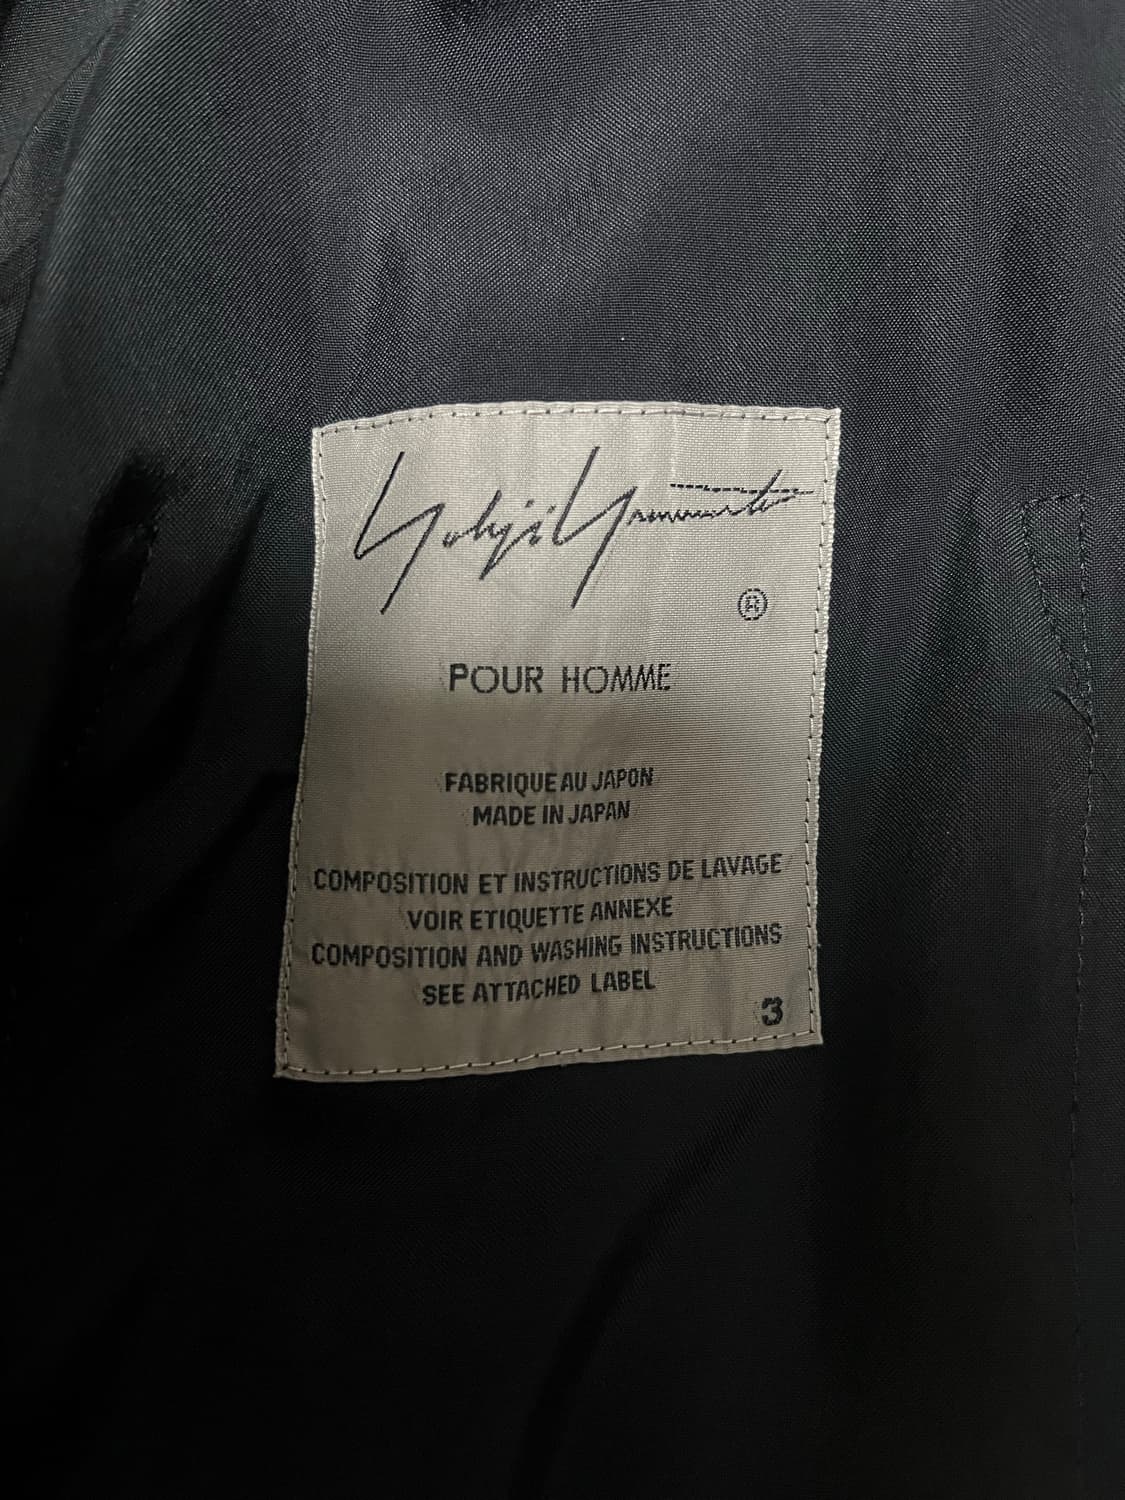 Yohji Yamamoto
®
POUR HOMME
FABRIQUE AU JAPON
MADE IN JAPAN
COMPOSITION ET INSTRUCTIONS DE LAVAGE
VOIR ETIQUETTE ANNEXE
COMPOSITION AND WASHING INSTRUCTIONS
SEE ATTACHED LABEL
3